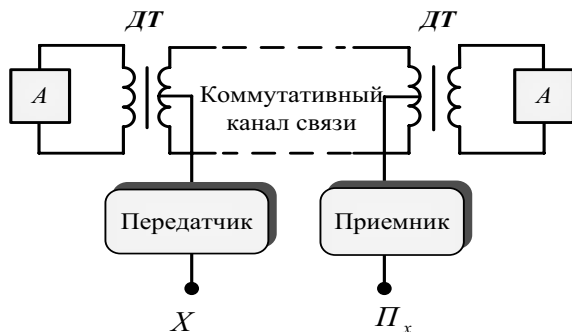 ДТ ДТ
А А
Коммутативный
канал связи
Передатчик Приемник
X П x